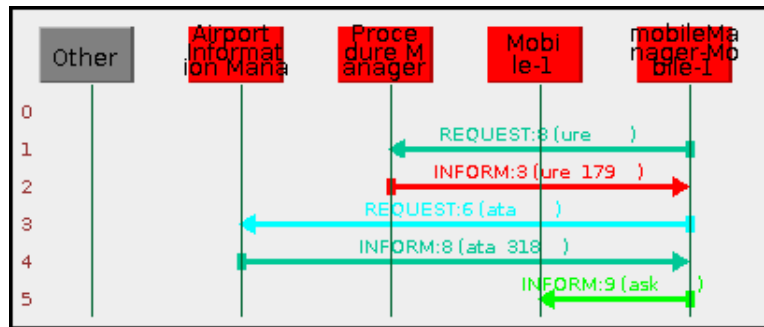 Other
Airport
Informat
ion Mana
Proce
dure M
anager
Mobi
le-1
mobileMa
nager-Mo
bile-1
0
1
REQUEST:8 (ure )
2
INFORM:3 (ure 179 )
3
REQUEST:6 (ata )
4
INFORM:8 (ata 318 )
5
INFORM:9 (ask )